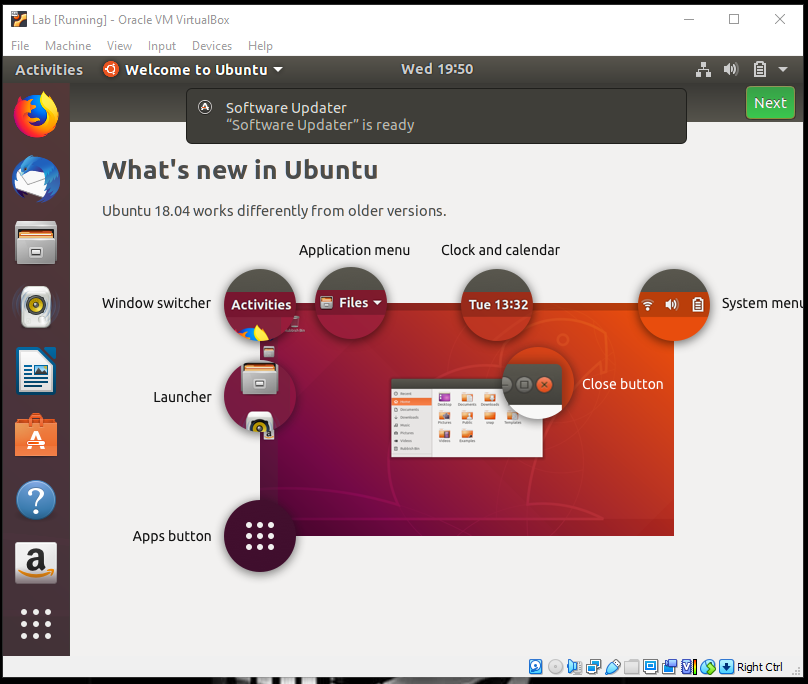 Lab [Running] - Oracle VM VirtualBox
File Machine View Input Devices Help
Activities Welcome to Ubuntu Wed 19:50
Software Updater
“Software Updater” is ready
Next
What's new in Ubuntu
Ubuntu 18.04 works differently from older versions.
Application menu Clock and calendar
Window switcher Activities Files Tue 13:32 System menu
Launcher
Close button
Apps button
Right Ctrl